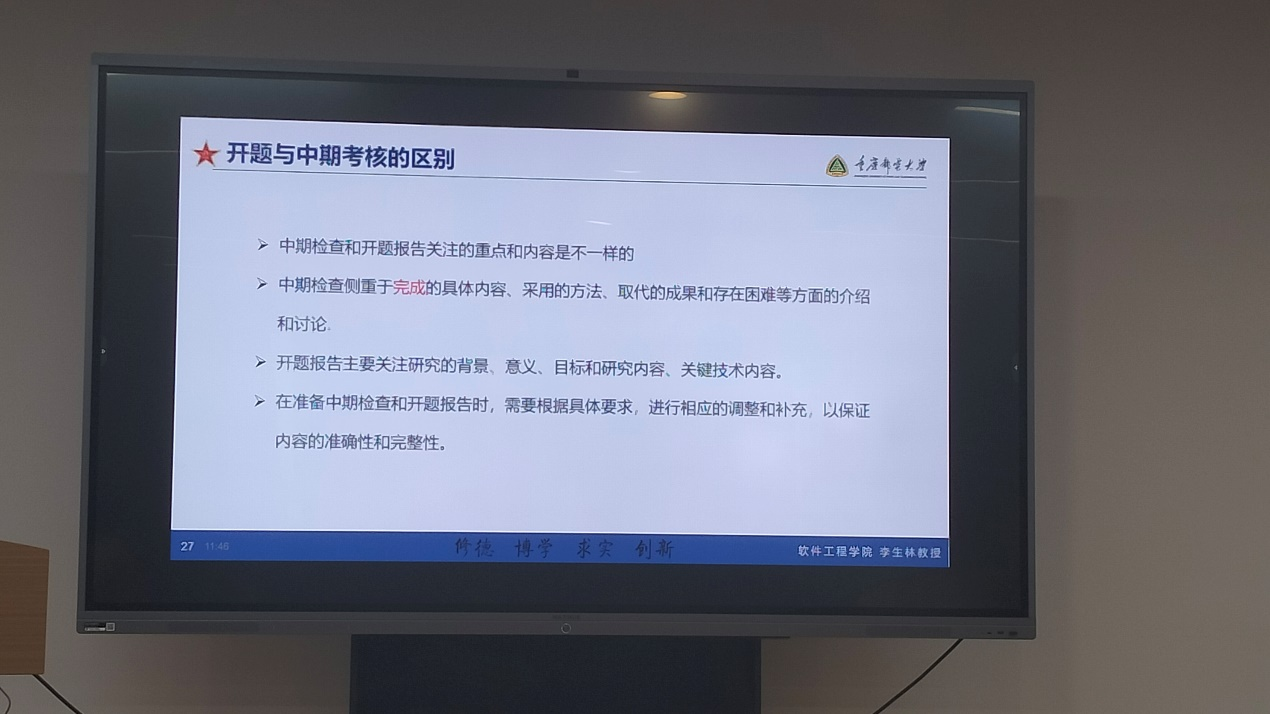 开题与中期考核的区别
重庆邮电大学
中期检查和开题报告关注的重点和内容是不一样的
中期检查侧重于完成的具体内容、采用的方法、取代的成果和存在困难等方面的介绍
和讨论.
开题报告主要关注研究的背景、意义、目标和研究内容、关键技术内容。
在准备中期检查和开题报告时，需要根据具体要求，进行相应的调整和补充，以保证
内容的准确性和完整性。
27 11:46
修德 博学 求实 创新
软件工程学院 李生林教授